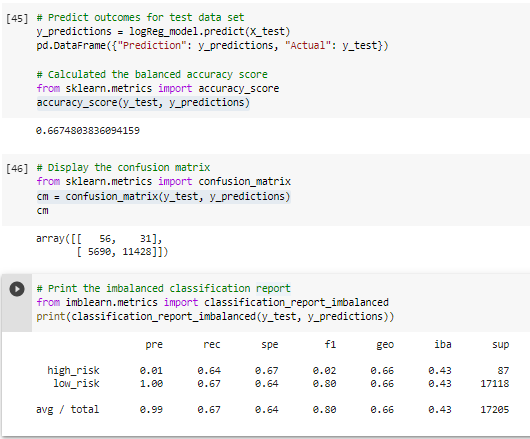 [45] # Predict outcomes for test data set
y_predictions = logReg_model.predict(X_test)
pd.DataFrame({"Prediction": y_predictions, "Actual": y_test})
# Calculated the balanced accuracy score
from sklearn.metrics import accuracy_score
accuracy_score(y_test, y_predictions)
0.6674803836094159
[46] # Display the confusion matrix
from sklearn.metrics import confusion_matrix
cm = confusion_matrix(y_test, y_predictions)
cm
array([[ 56, 31],
[ 5690, 11428]])
# Print the imbalanced classification report
from imblearn.metrics import classification_report_imbalanced
print(classification_report_imbalanced(y_test, y_predictions))
pre rec spe f1 geo iba sup
high_risk 0.01 0.64 0.67 0.02 0.66 0.43 87
low_risk 1.00 0.67 0.64 0.80 0.66 0.43 17118
avg / total 0.99 0.67 0.64 0.80 0.66 0.43 17205